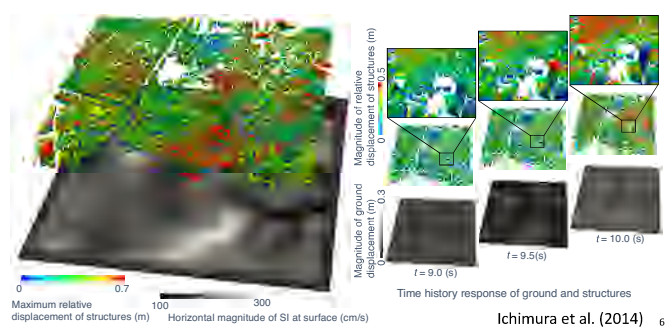 0
0.7
Maximum relative
displacement of structures (m)
100
300
Horizontal magnitude of SI at surface (cm/s)
Magnitude of relative
displacement of structures (m)
0
0.5
Magnitude of ground
displacement (m)
0
0.3
t = 9.0 (s)
t = 9.5(s)
t = 10.0 (s)
Time history response of ground and structures
Ichimura et al. (2014)
6